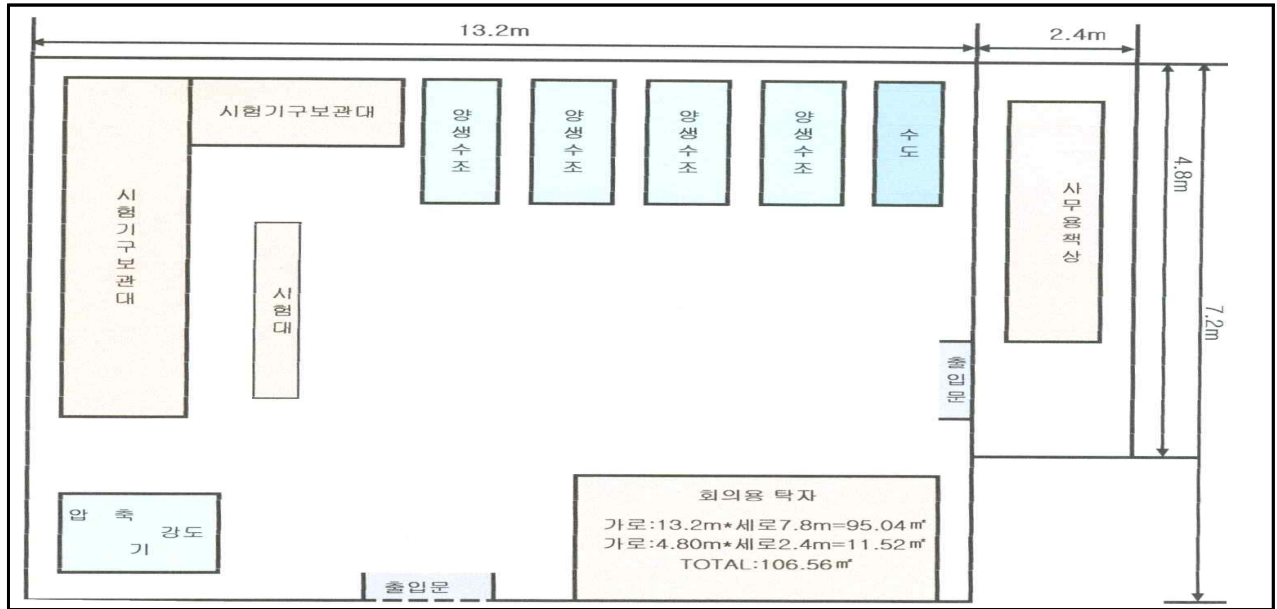 13.2m
2.4m
시험기구보관대
양생수조
양생수조
양생수조
양생수조
수도
4.8m
사무용책상
시험기구보관대
시험대
7.2m
출입문
회의용 탁자
압 축
강도
기
가로:13.2m*세로7.8m=95.04㎡
가로:4.80m*세로2.4m=11.52㎡
TOTAL:106.56㎡
출입문